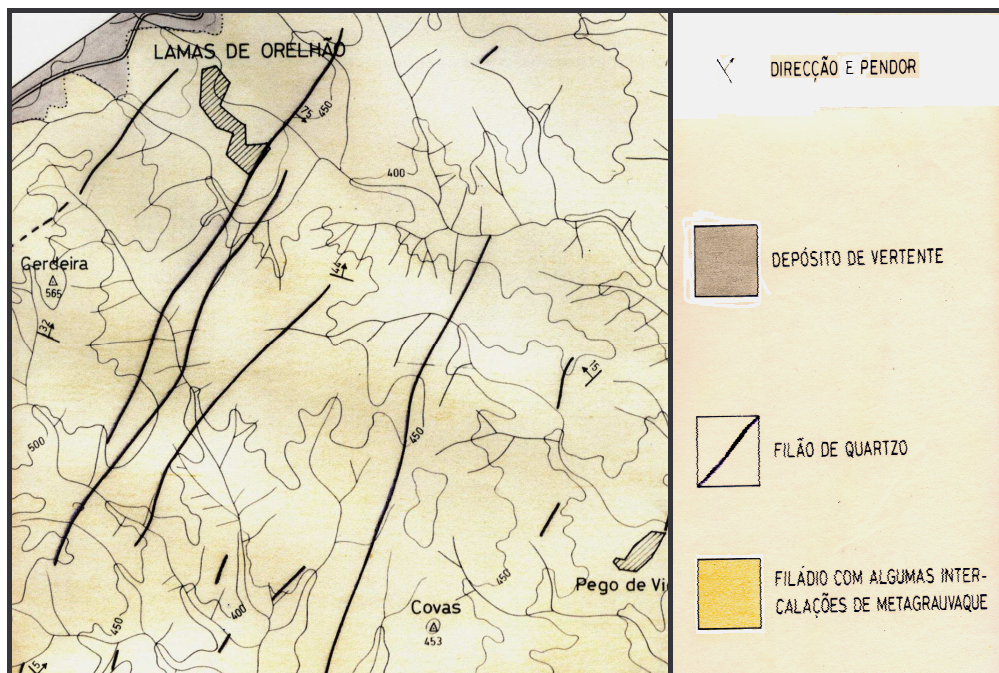 LAMAS DE ORELHÃO
450
400
Gerdeira
565
44
32
15
500
450
450
Pego de Vi
Covas
453
400
450
15
DIRECÇÃO E PENDOR
DEPÓSITO DE VERTENTE
FILÃO DE QUARTZO
FILÁDIO COM ALGUMAS INTER-
CALAÇÕES DE METAGRAUVAQUE